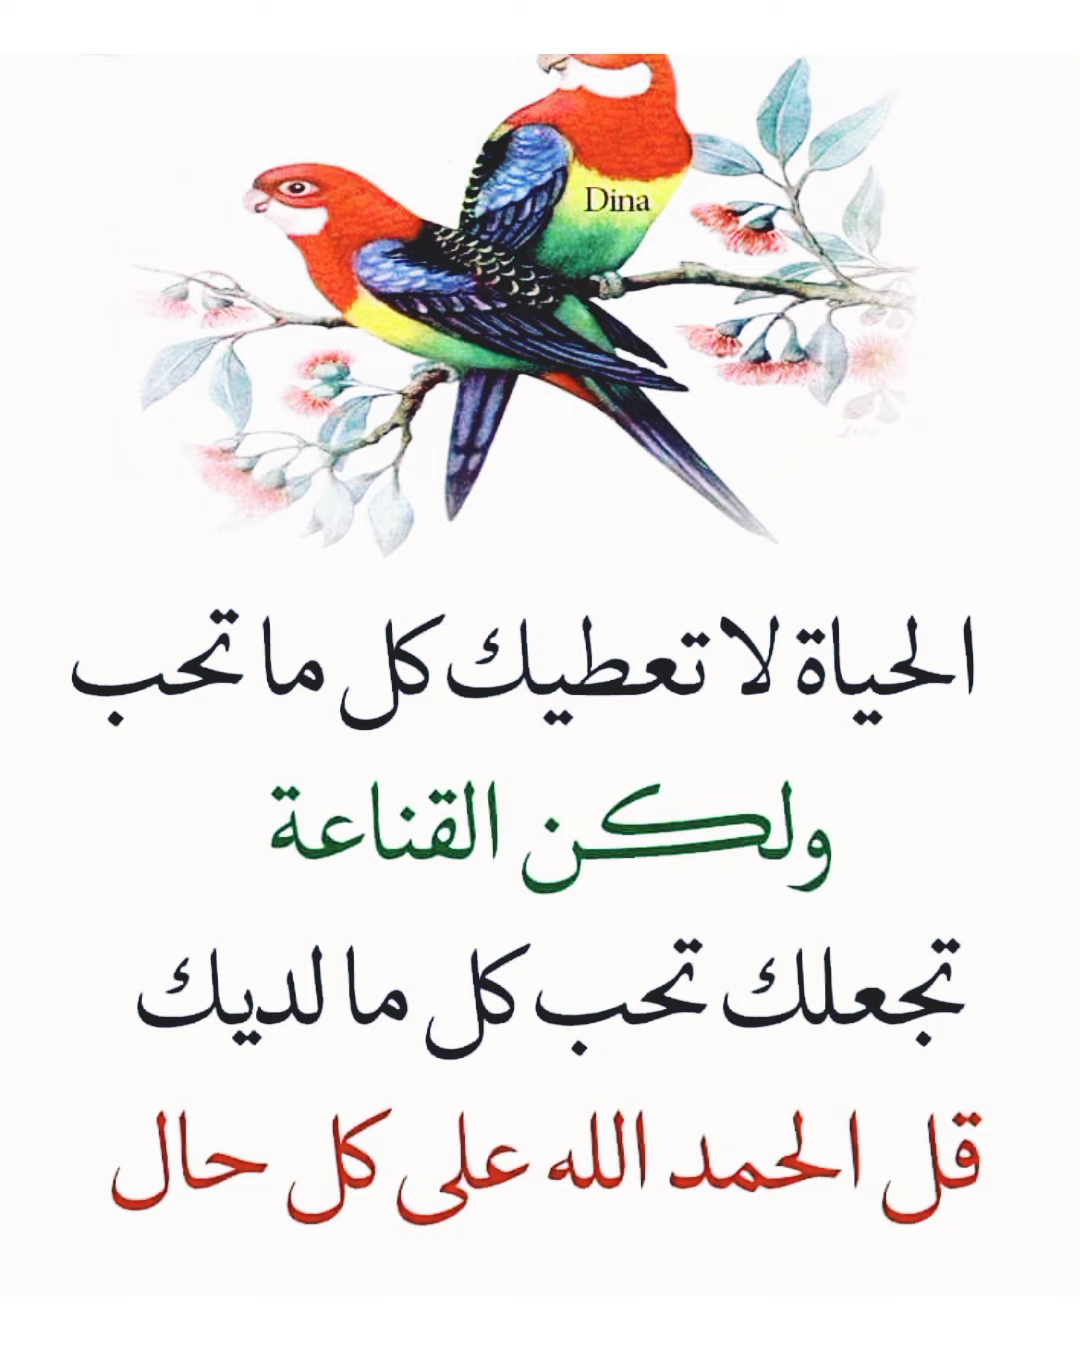 Dina
الحياة لا تعطيك كل ما تحب
ولكن القناعة
تجعلك تحب كل ما لديك
قل الحمد الله على كل حال